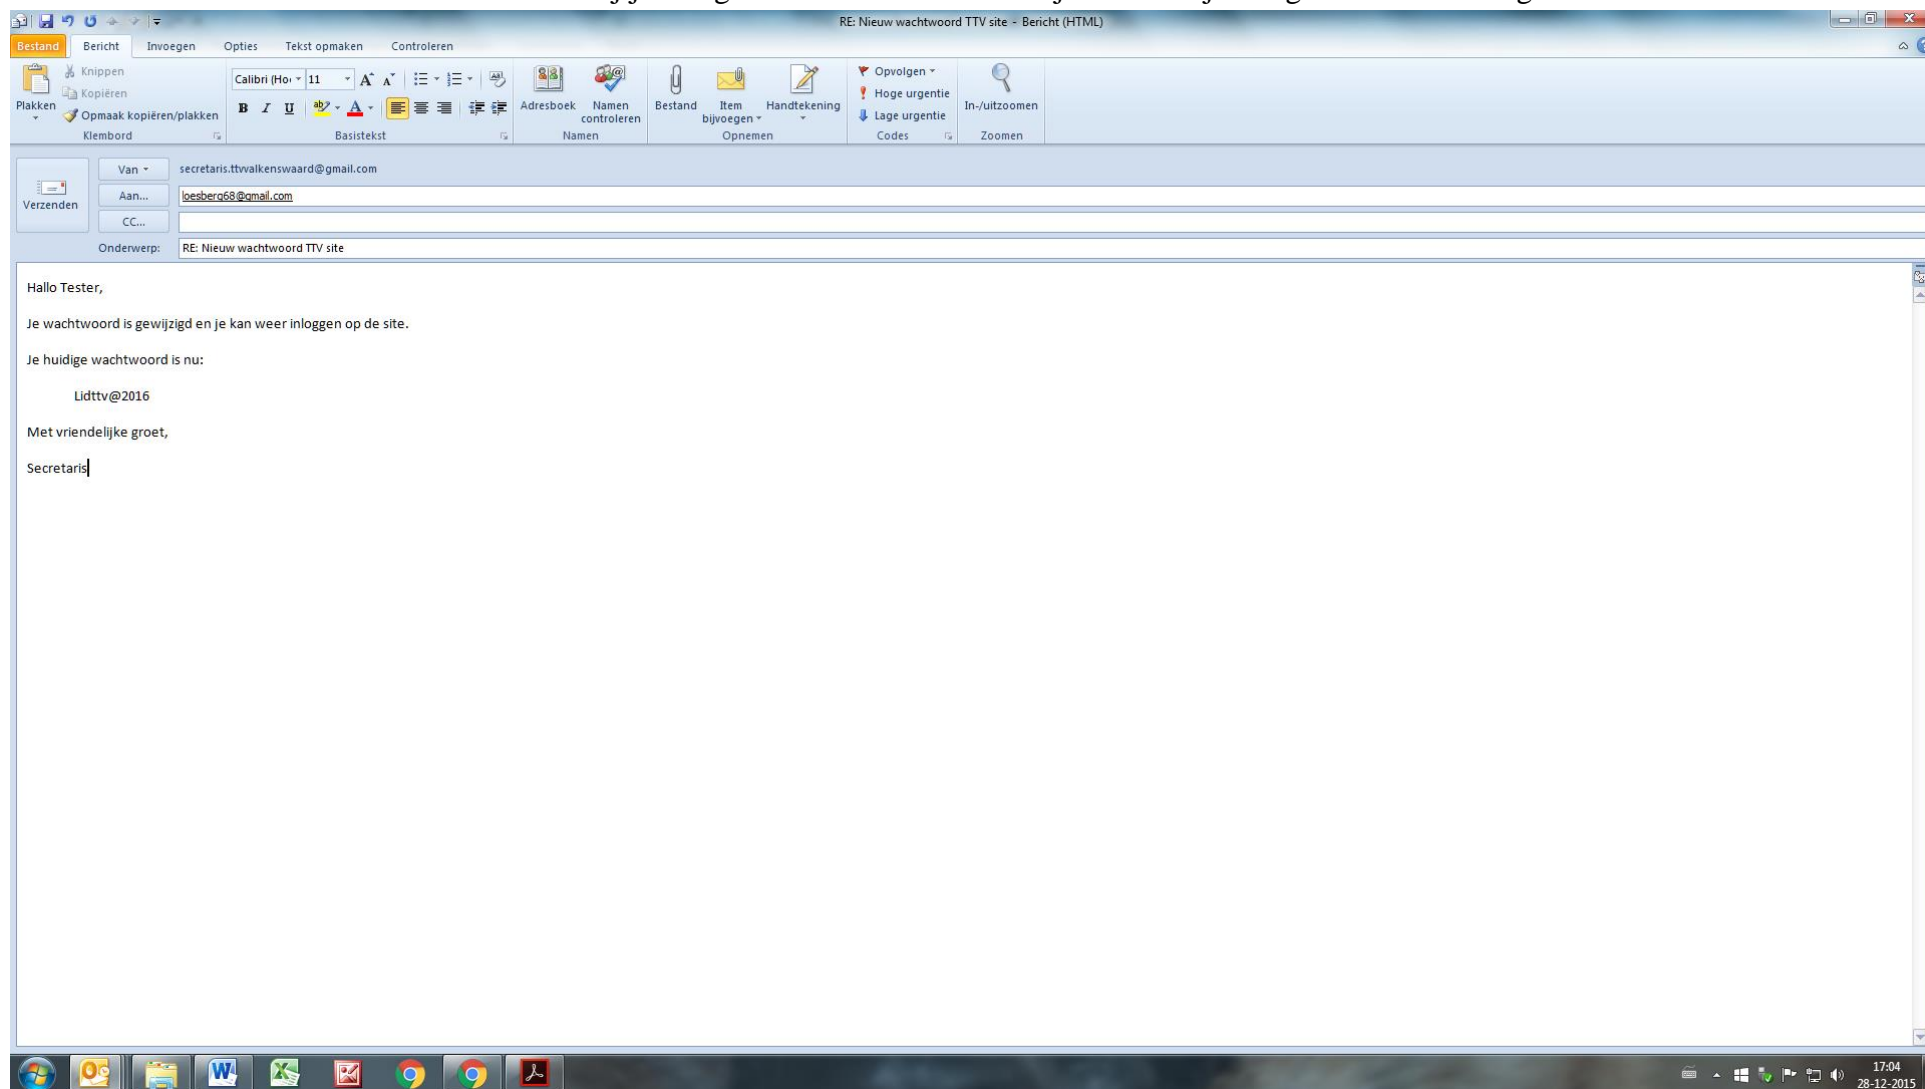 RE: Nieuw wachtwoord TTV site - Bericht (HTML)
Bestand Bericht Invoegen Opties Tekst opmaken Controleren
Plakken
Knippen
Kopiëren
Opmaak kopiëren/plakken
Klembord
Calibri (Ho 11
B I U
Basistekst
Adresboek
Namen controleren
Namen
Bestand
Item bijvoegen
Handtekening
Opnemen
Opvolgen
Hoge urgentie
Lage urgentie
Codes
In-/uitzoomen
Zoomen
Verzenden
Van secretaris.ttvvalkenswaard@gmail.com
Aan... loesberg68@gmail.com
CC...
Onderwerp: RE: Nieuw wachtwoord TTV site
Hallo Tester,
Je wachtwoord is gewijzigd en je kan weer inloggen op de site.
Je huidige wachtwoord is nu:
Lidttv@2016
Met vriendelijke groet,
Secretaris
17:04
28-12-2015